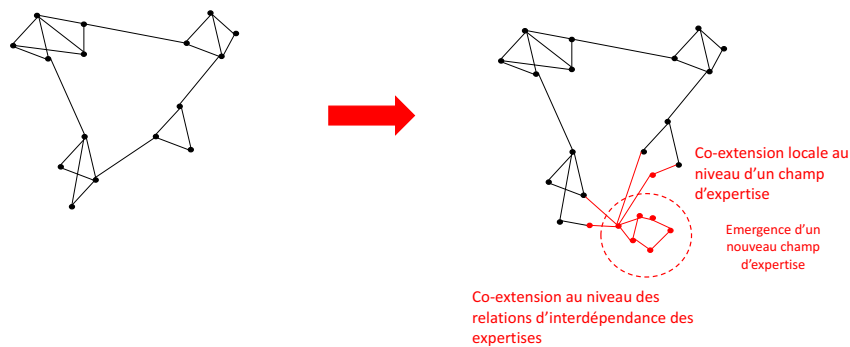 Co-extension locale au
niveau d'un champ
d'expertise
Emergence d'un
nouveau champ
d'expertise
Co-extension au niveau des
relations d'interdépendance des
expertises